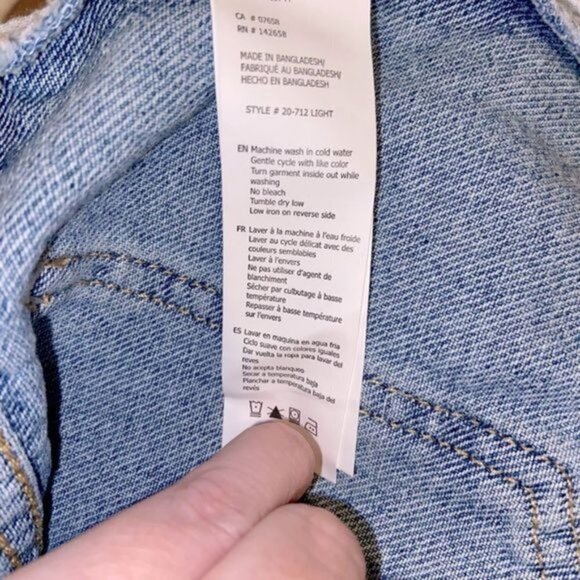 CA # 0765R
RN # 142658
MADE IN BANGLADESH/
FABRIQUÉ AU BANGLADESH/
HECHO EN BANGLADESH
STYLE # 20-712 LIGHT
EN Machine wash in cold water
Gentle cycle with like color
Turn garment inside out while
washing
No bleach
Tumble dry low
Low iron on reverse side
FR Laver à la machine à l'eau froide
Laver au cycle délicat avec des
couleurs semblables
Laver à l'envers
Ne pas utiliser d'agent de
blanchiment
Sécher par culbutage à basse
température
Repasser à basse température
sur l'envers
ES Lavar en maquina en agua fria
Ciclo suave con colores iguales
Dar vuelta la ropa para lavar del
reves
No acepta blanqueo
Secar a temperatura baja
Planchar a temperatura baja del
revés